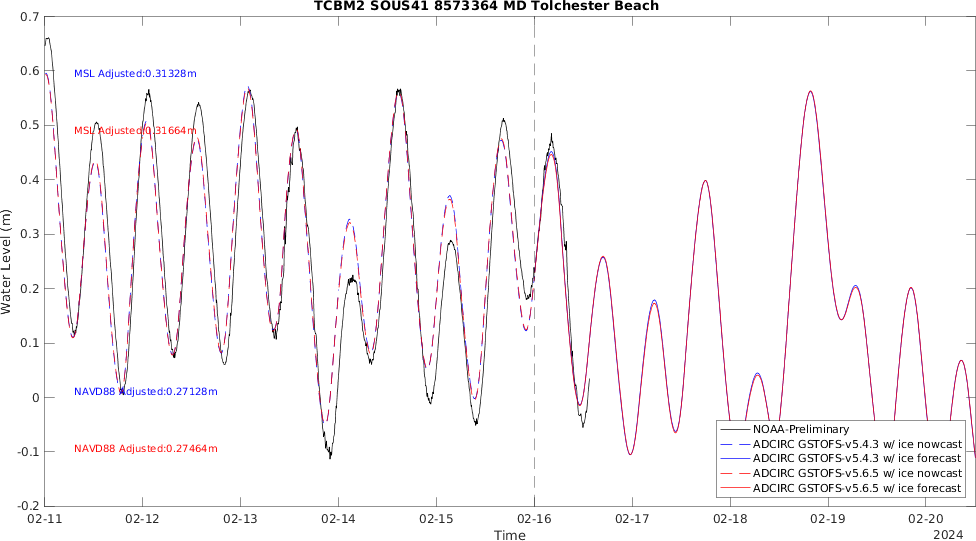 TCBM2 SOUS41 8573364 MD Tolchester Beach
Water Level (m)
0.7
0.6
0.5
0.4
0.3
0.2
0.1
0
-0.1
-0.2
MSL Adjusted:0.31328m
MSL Adjusted:0.31664m
NAVD88 Adjusted:0.27128m
NAVD88 Adjusted:0.27464m
NOAA-Preliminary
ADCIRC GSTOFS-v5.4.3 w/ ice nowcast
ADCIRC GSTOFS-v5.4.3 w/ ice forecast
ADCIRC GSTOFS-v5.6.5 w/ ice nowcast
ADCIRC GSTOFS-v5.6.5 w/ ice forecast
02-11 02-12 02-13 02-14 02-15 02-16 02-17 02-18 02-19 02-20
Time
2024